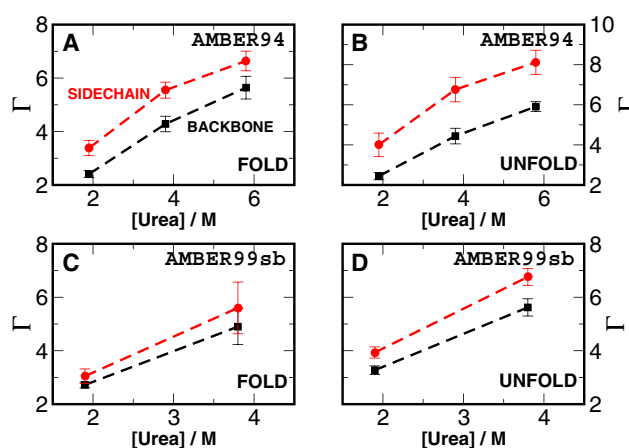 A AMBER94
SIDECHAIN
BACKBONE
FOLD
8
6
4
2
Γ
2 4 6
[Urea] / M
B AMBER94
UNFOLD
10
8
6
4
2
Γ
2 4 6
[Urea] / M
C AMBER99sb
FOLD
8
6
4
2
Γ
2 3 4
[Urea] / M
D AMBER99sb
UNFOLD
8
6
4
2
Γ
2 3 4
[Urea] / M